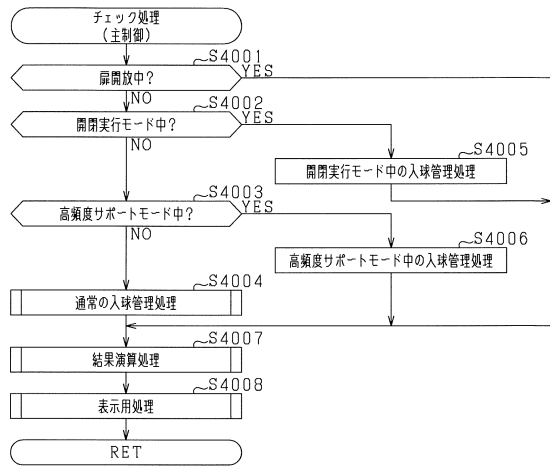 チェック処理
(主制御)
S4001
扉開放中?
YES
NO
S4002
開閉実行モード中?
YES
NO
S4005
開閉実行モード中の入球管理処理
S4003
高頻度サポートモード中?
YES
NO
S4006
高頻度サポートモード中の入球管理処理
S4004
通常の入球管理処理
S4007
結果演算処理
S4008
表示用処理
RET